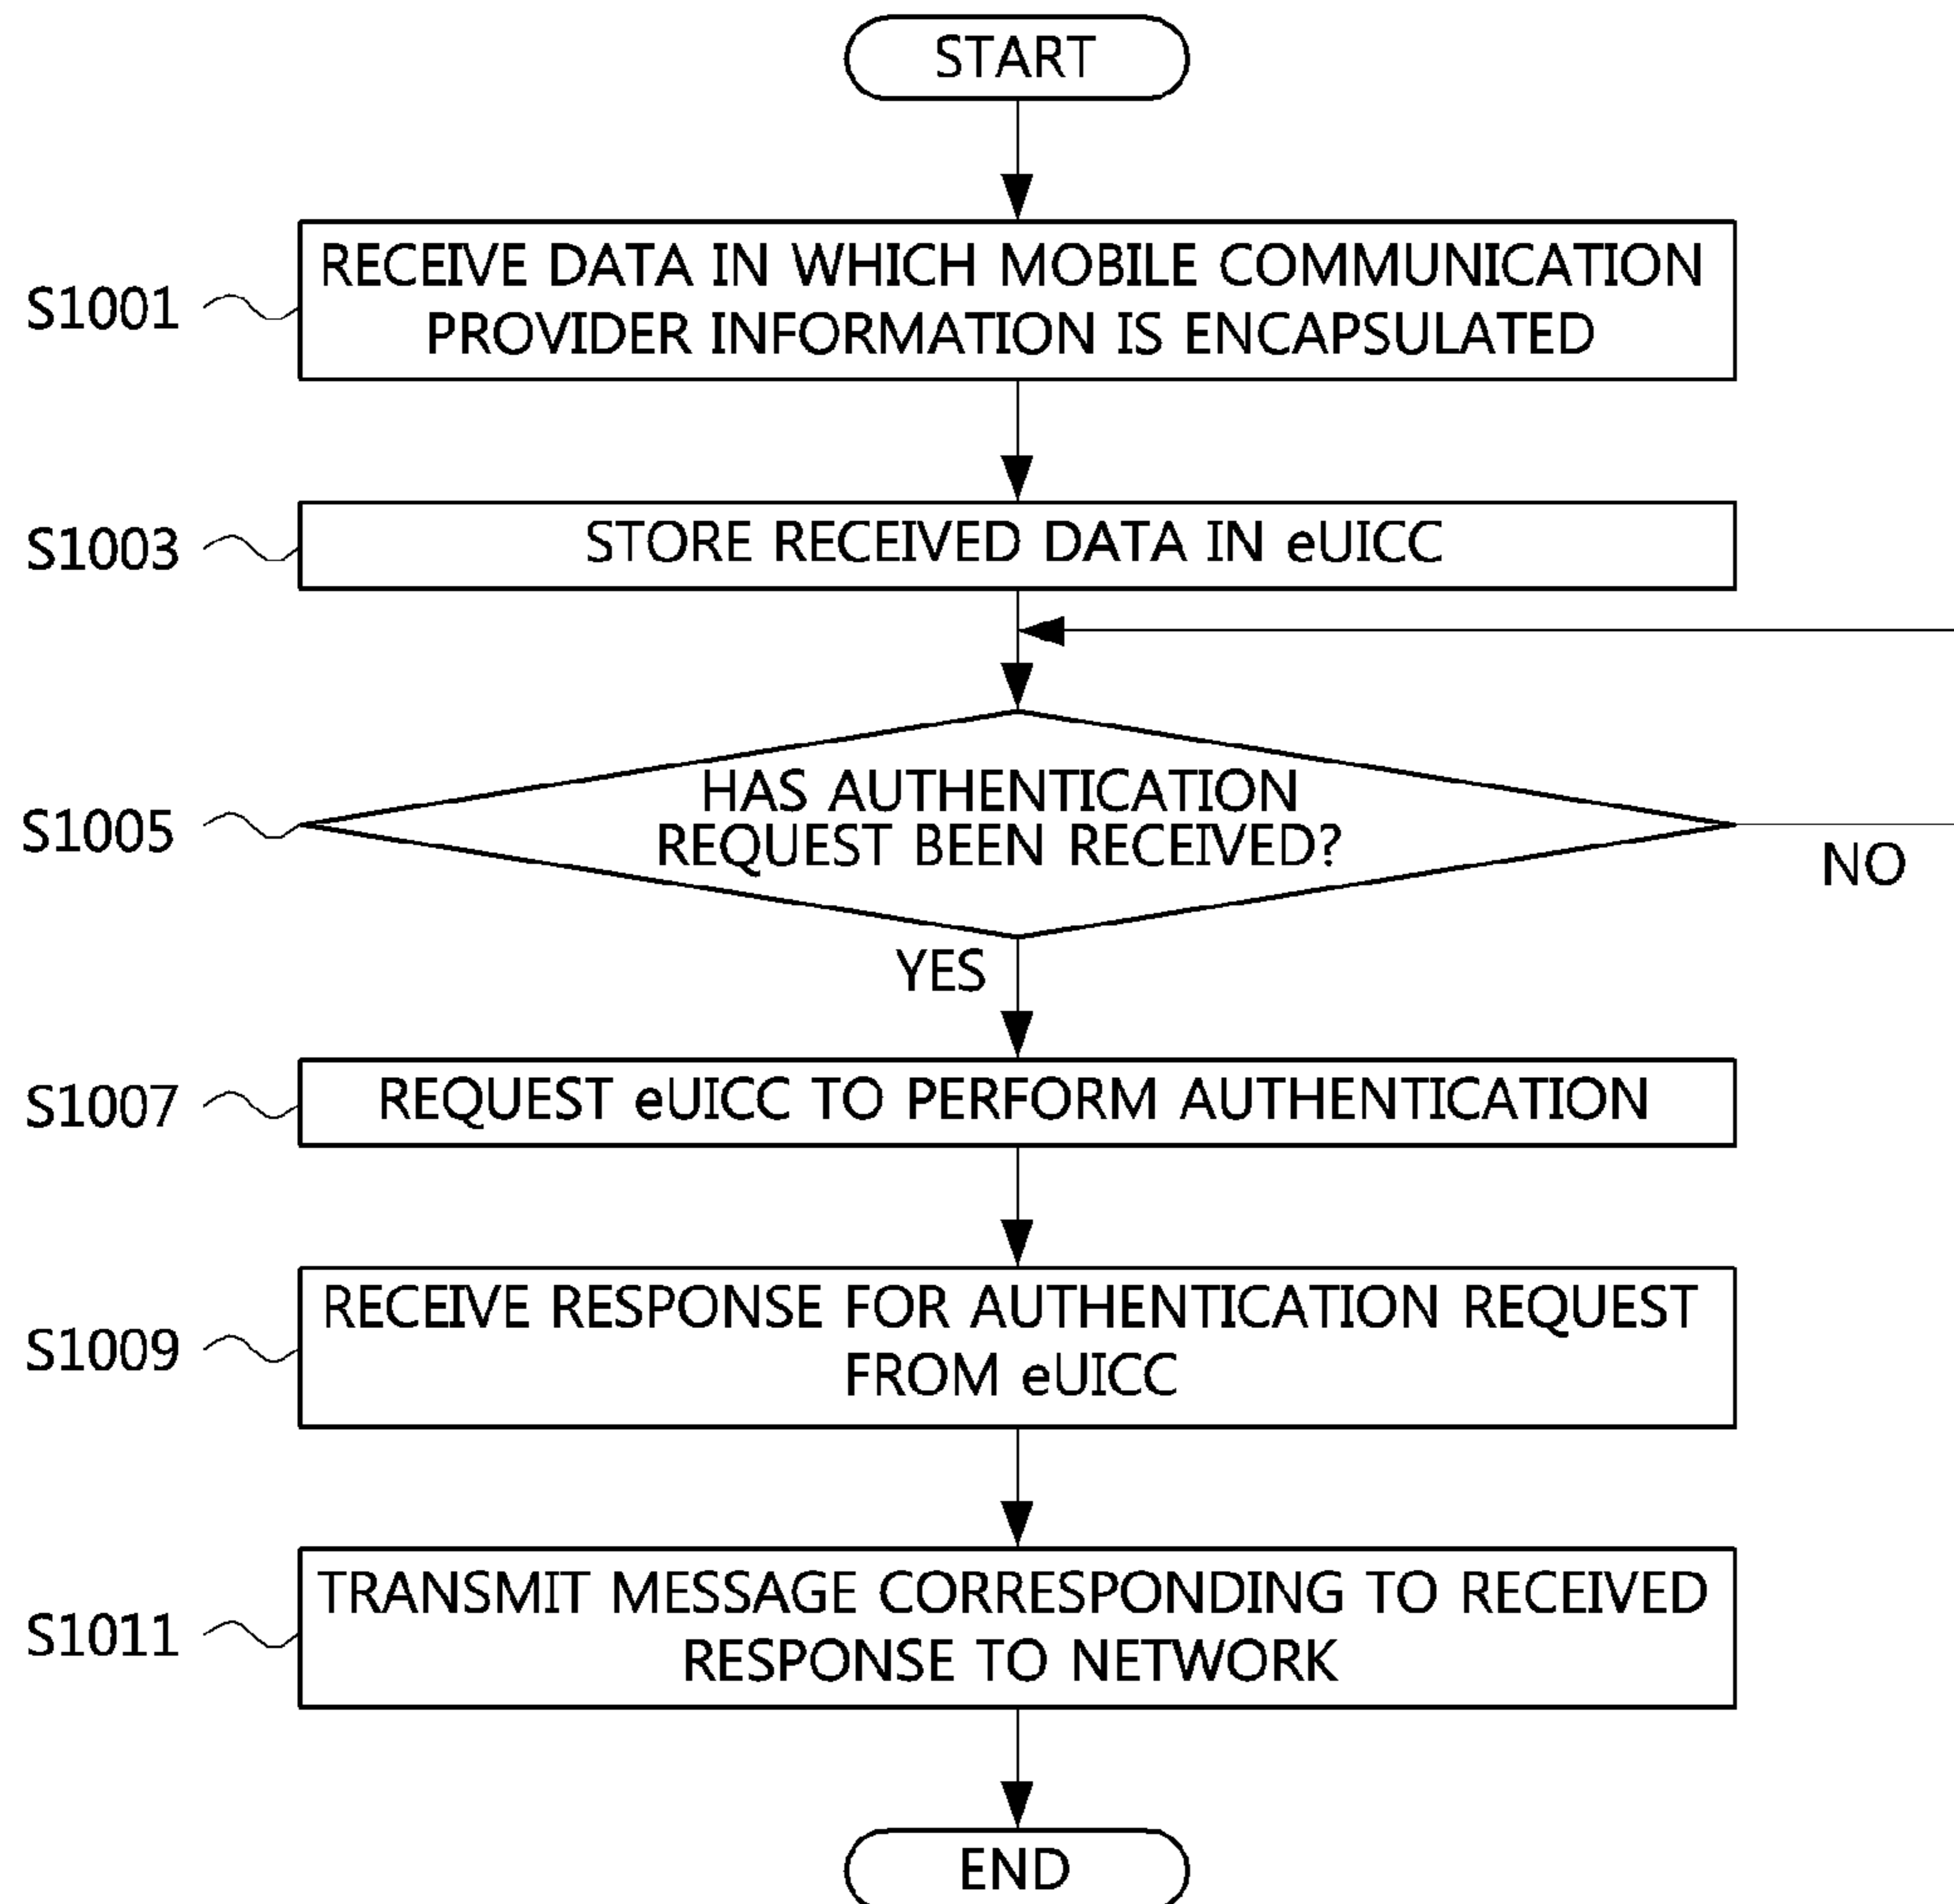 START
S1001
RECEIVE DATA IN WHICH MOBILE COMMUNICATION
PROVIDER INFORMATION IS ENCAPSULATED
S1003
STORE RECEIVED DATA IN eUICC
S1005
HAS AUTHENTICATION
REQUEST BEEN RECEIVED?
NO
YES
S1007
REQUEST eUICC TO PERFORM AUTHENTICATION
S1009
RECEIVE RESPONSE FOR AUTHENTICATION REQUEST
FROM eUICC
S1011
TRANSMIT MESSAGE CORRESPONDING TO RECEIVED
RESPONSE TO NETWORK
END